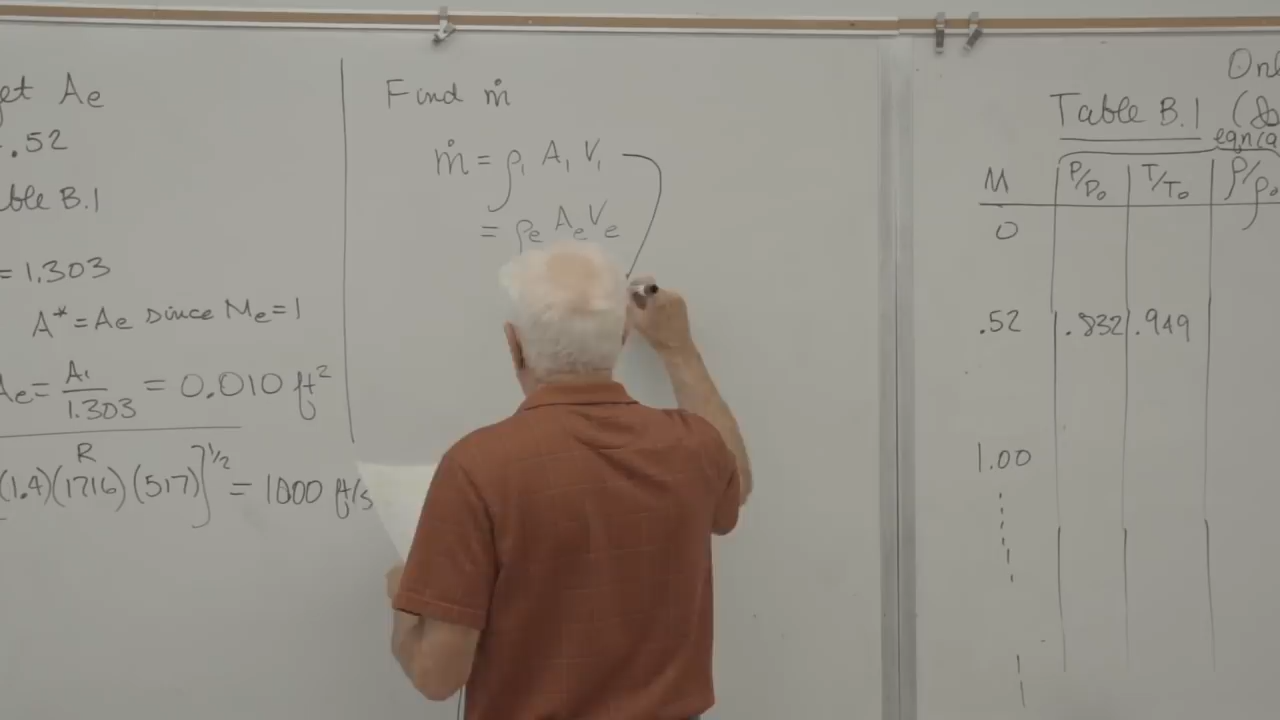 et Ae
.52
ble B.1
= 1.303
A* = Ae since Me = 1
Ae = A1/1.303 = 0.010 ft²
R
(1.4)(1716)(517)]^1/2 = 1000 ft/s
Find ṁ
ṁ = ρ1 A1 V1
= ρe Ae Ve
Table B.1
M P/P0 T/T0 ρ/ρ0
0
.52 .832 .949
1.00